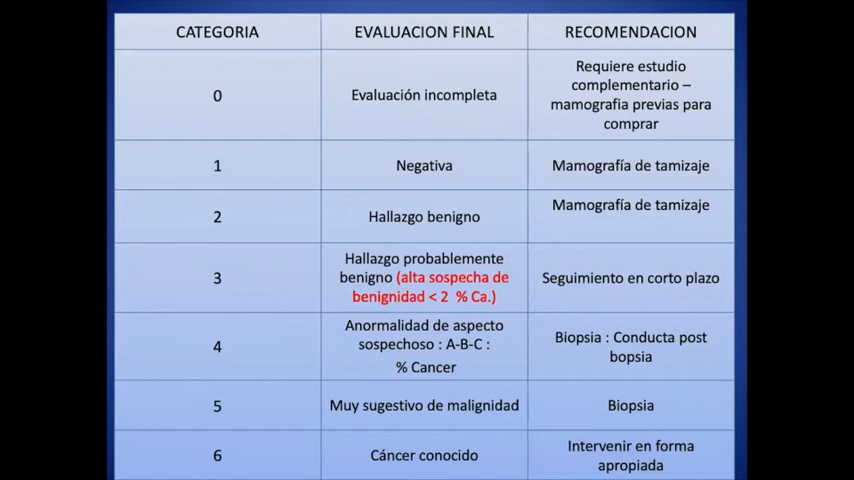 CATEGORIA EVALUACION FINAL RECOMENDACION
0 Evaluación incompleta Requiere estudio
complementario –
mamografia previas para
comprar
1 Negativa Mamografía de tamizaje
2 Hallazgo benigno Mamografía de tamizaje
3 Hallazgo probablemente
benigno (alta sospecha de
benignidad < 2 % Ca.)
Seguimiento en corto plazo
4 Anormalidad de aspecto
sospechoso : A-B-C :
% Cancer
Biopsia : Conducta post
bopsia
5 Muy sugestivo de malignidad Biopsia
6 Cáncer conocido Intervenir en forma
apropiada